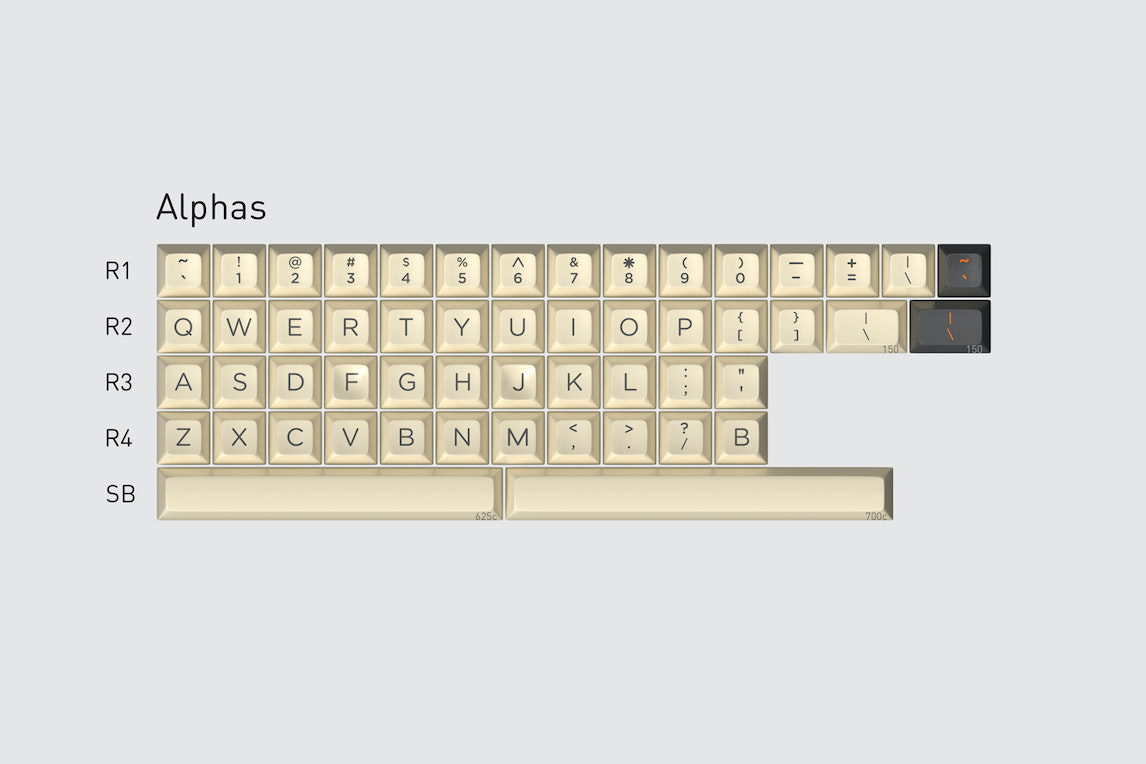 Alphas
R1 ~ ` ! 1 @ 2 # 3 $ 4 % 5 ^ 6 & 7 * 8 ( 9 ) 0 — - + = | \ ~ `
R2 Q W E R T Y U I O P { [ } ] | \ 150 | \ 150
R3 A S D F G H J K L : ; " '
R4 Z X C V B N M < , > . ? / B
SB 625c 700c